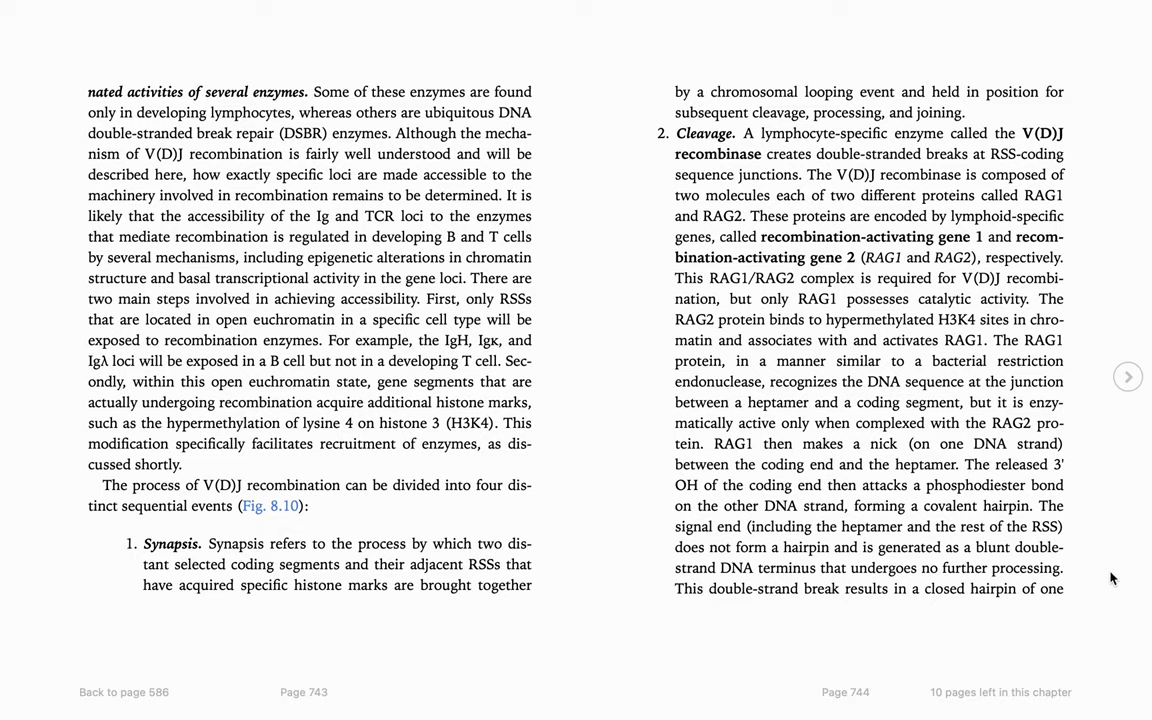 nated activities of several enzymes. Some of these enzymes are found
only in developing lymphocytes, whereas others are ubiquitous DNA
double-stranded break repair (DSBR) enzymes. Although the mecha-
nism of V(D)J recombination is fairly well understood and will be
described here, how exactly specific loci are made accessible to the
machinery involved in recombination remains to be determined. It is
likely that the accessibility of the Ig and TCR loci to the enzymes
that mediate recombination is regulated in developing B and T cells
by several mechanisms, including epigenetic alterations in chromatin
structure and basal transcriptional activity in the gene loci. There are
two main steps involved in achieving accessibility. First, only RSSs
that are located in open euchromatin in a specific cell type will be
exposed to recombination enzymes. For example, the IgH, Igκ, and
Igλ loci will be exposed in a B cell but not in a developing T cell. Sec-
ondly, within this open euchromatin state, gene segments that are
actually undergoing recombination acquire additional histone marks,
such as the hypermethylation of lysine 4 on histone 3 (H3K4). This
modification specifically facilitates recruitment of enzymes, as dis-
cussed shortly.
The process of V(D)J recombination can be divided into four dis-
tinct sequential events (Fig. 8.10):
1. Synapsis. Synapsis refers to the process by which two dis-
tant selected coding segments and their adjacent RSSs that
have acquired specific histone marks are brought together
by a chromosomal looping event and held in position for
subsequent cleavage, processing, and joining.
2. Cleavage. A lymphocyte-specific enzyme called the V(D)J
recombinase creates double-stranded breaks at RSS-coding
sequence junctions. The V(D)J recombinase is composed of
two molecules each of two different proteins called RAG1
and RAG2. These proteins are encoded by lymphoid-specific
genes, called recombination-activating gene 1 and recom-
bination-activating gene 2 (RAG1 and RAG2), respectively.
This RAG1/RAG2 complex is required for V(D)J recombi-
nation, but only RAG1 possesses catalytic activity. The
RAG2 protein binds to hypermethylated H3K4 sites in chro-
matin and associates with and activates RAG1. The RAG1
protein, in a manner similar to a bacterial restriction
endonuclease, recognizes the DNA sequence at the junction
between a heptamer and a coding segment, but it is enzy-
matically active only when complexed with the RAG2 pro-
tein. RAG1 then makes a nick (on one DNA strand)
between the coding end and the heptamer. The released 3'
OH of the coding end then attacks a phosphodiester bond
on the other DNA strand, forming a covalent hairpin. The
signal end (including the heptamer and the rest of the RSS)
does not form a hairpin and is generated as a blunt double-
strand DNA terminus that undergoes no further processing.
This double-strand break results in a closed hairpin of one
Back to page 586
Page 743
Page 744
10 pages left in this chapter